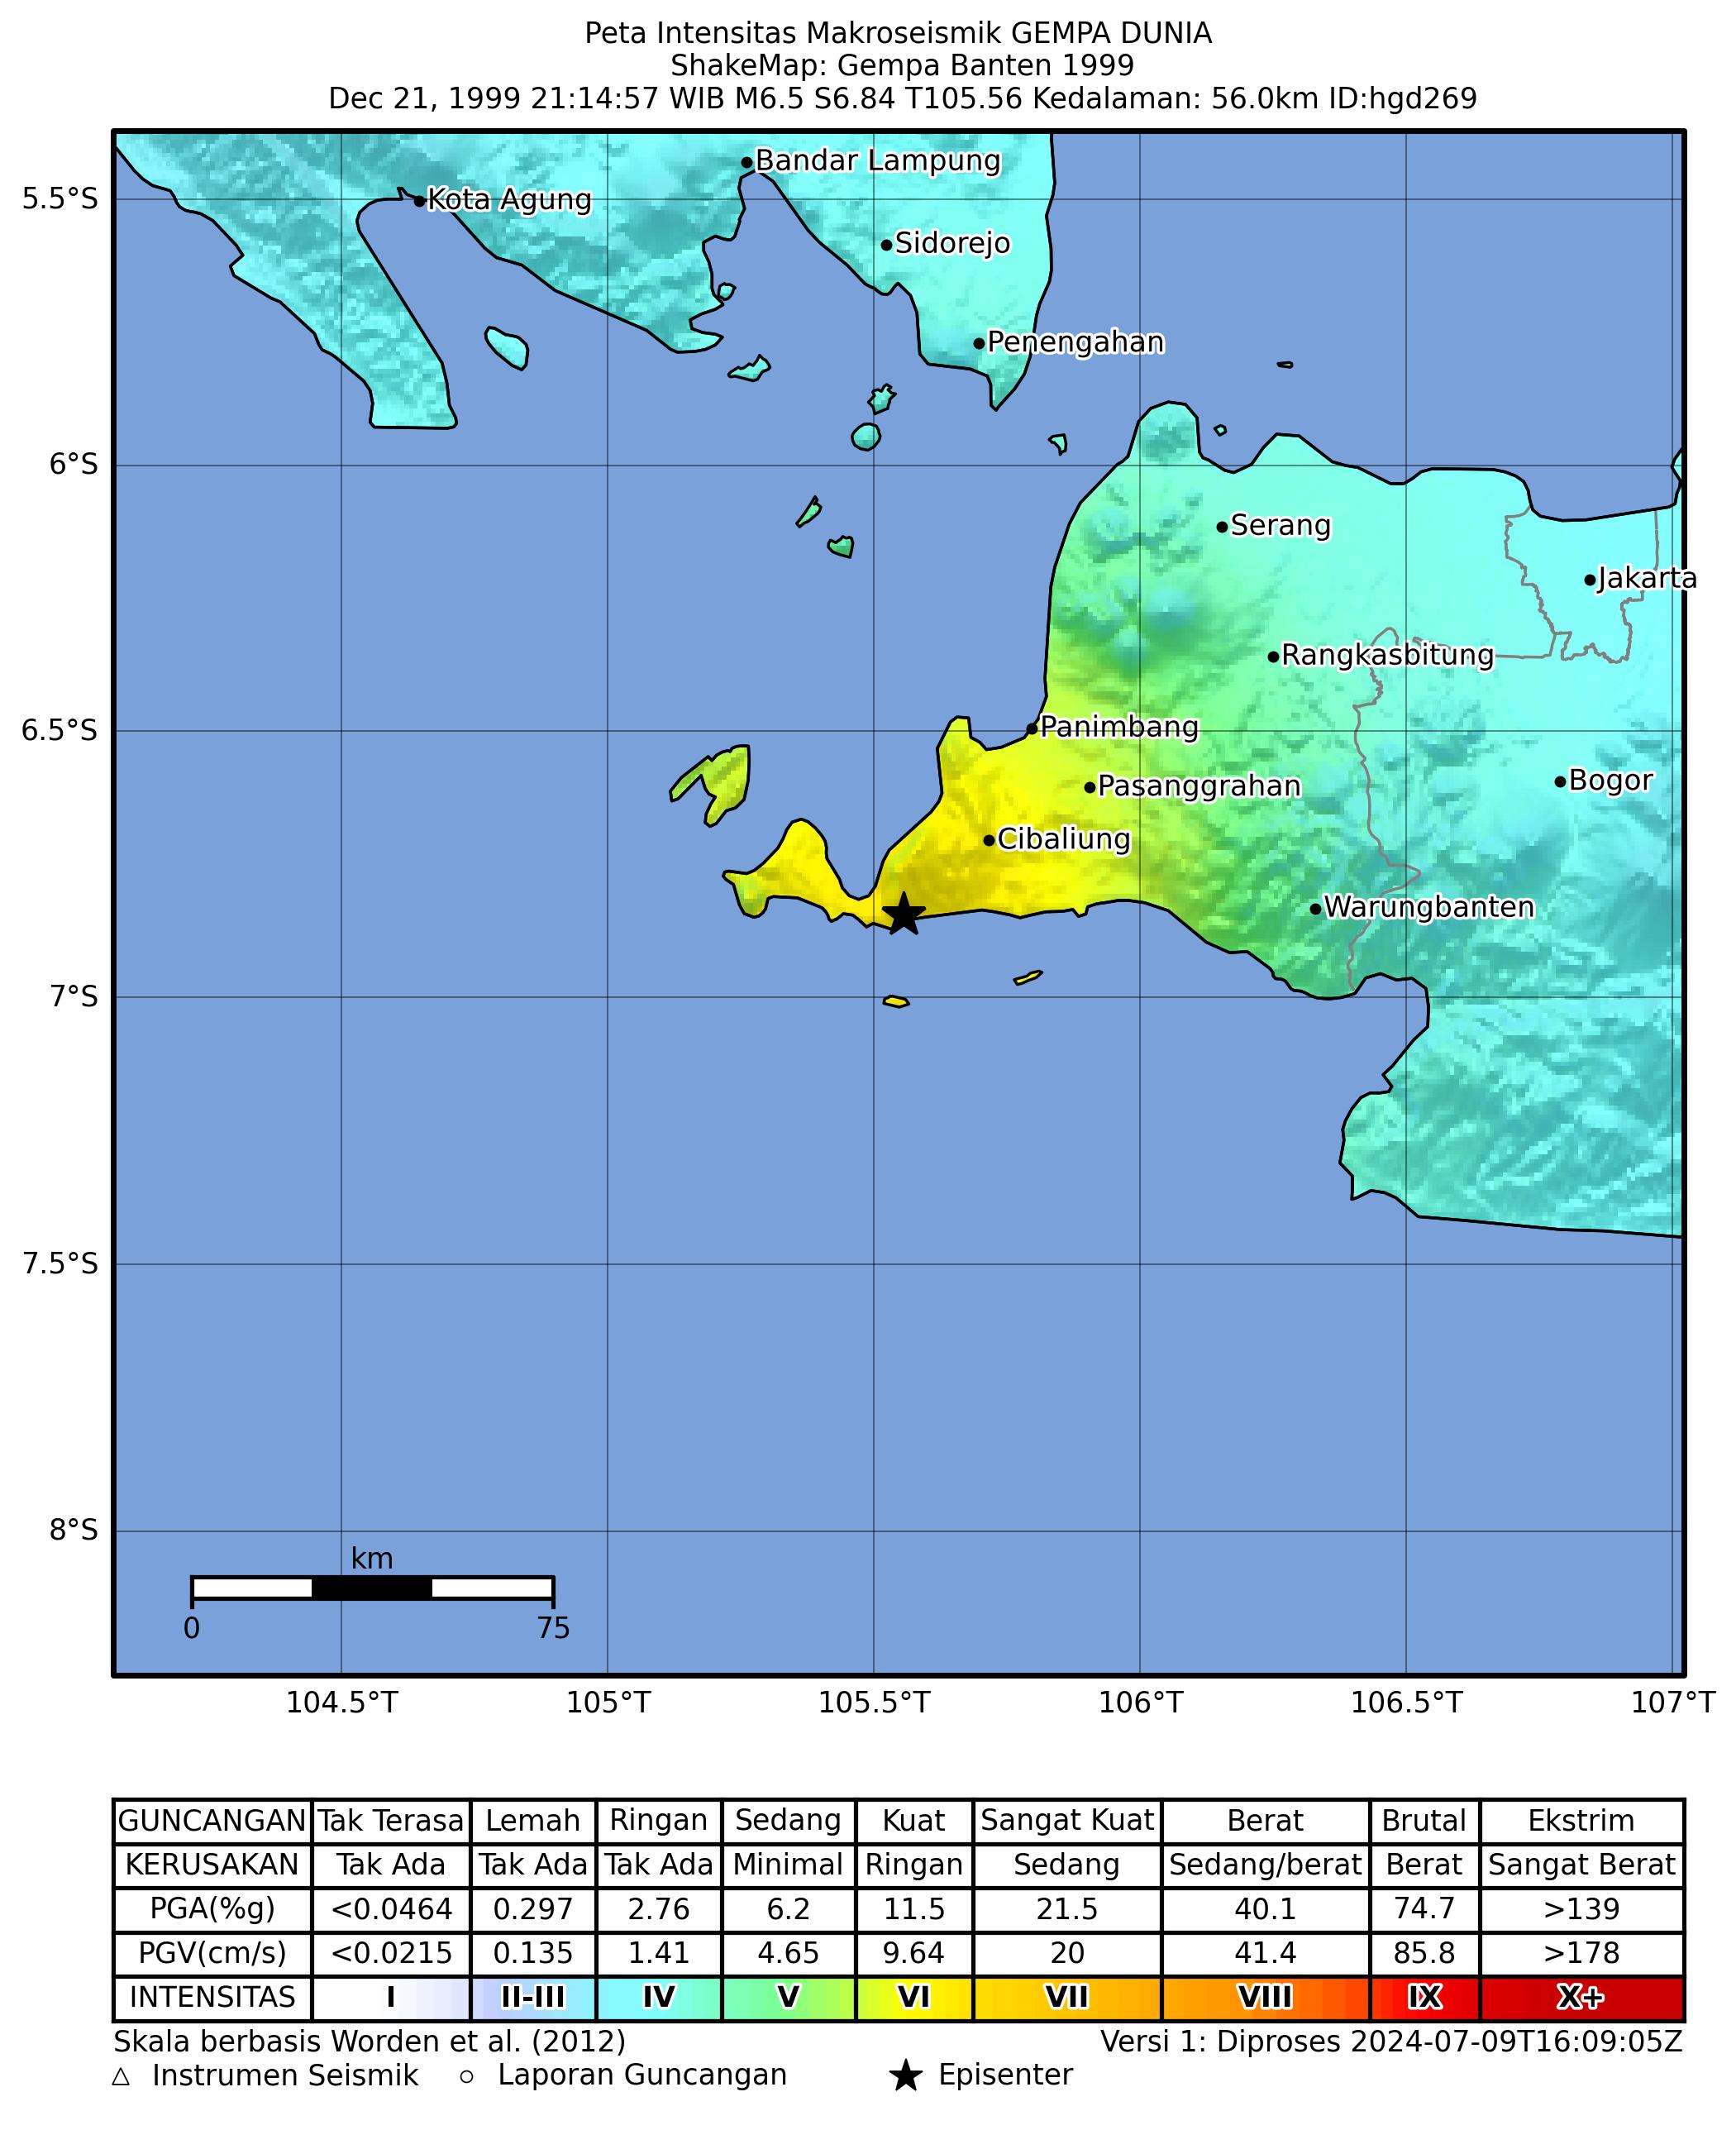 Peta Intensitas Makroseismik GEMPA DUNIA
ShakeMap: Gempa Banten 1999
Dec 21, 1999 21:14:57 WIB M6.5 S6.84 T105.56 Kedalaman: 56.0km ID:hgd269
Bandar Lampung
5.5°S
Kota Agung
Sidorejo
Penengahan
6°S
Serang
Jakarta
Rangkasbitung
6.5°S
Panimbang
Bogor
Pasanggrahan
Cibaliung
Warungbanten
7°S
7.5°S
8°S
km
0 75
104.5°T 105°T 105.5°T 106°T 106.5°T 107°T
GUNCANGAN Tak Terasa Lemah Ringan Sedang Kuat Sangat Kuat Berat Brutal Ekstrim
KERUSAKAN Tak Ada Tak Ada Tak Ada Minimal Ringan Sedang Sedang/berat Berat Sangat Berat
PGA(%g) <0.0464 0.297 2.76 6.2 11.5 21.5 40.1 74.7 >139
PGV(cm/s) <0.0215 0.135 1.41 4.65 9.64 20 41.4 85.8 >178
INTENSITAS I II-III IV V VI VII VIII IX X+
Skala berbasis Worden et al. (2012) Versi 1: Diproses 2024-07-09T16:09:05Z
△ Instrumen Seismik ○ Laporan Guncangan ★ Episenter